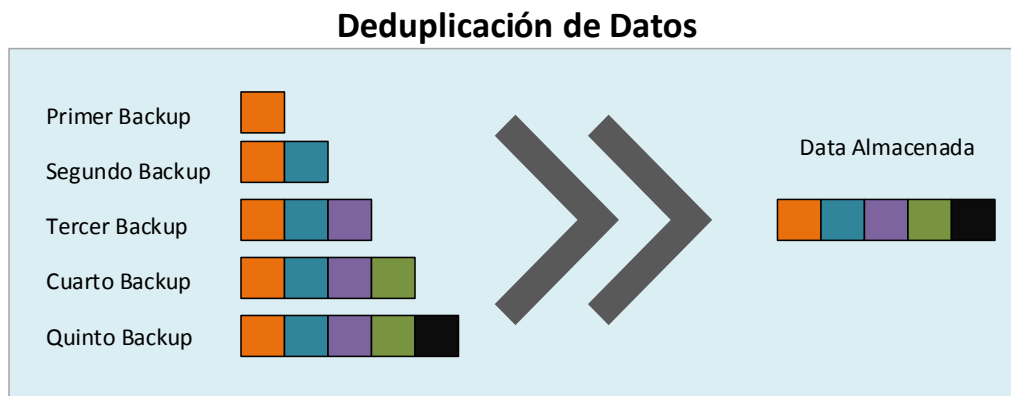 Deduplicación de Datos
Primer Backup
Segundo Backup
Tercer Backup
Cuarto Backup
Quinto Backup
Data Almacenada